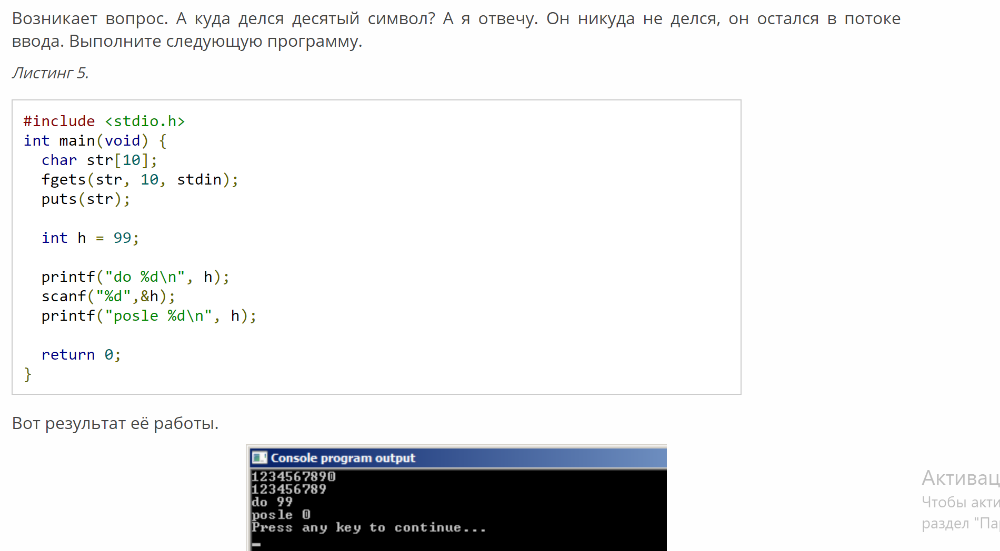 Возникает вопрос. А куда делся десятый символ? А я отвечу. Он никуда не делся, он остался в потоке
ввода. Выполните следующую программу.
Листинг 5.
#include <stdio.h>
int main(void) {
  char str[10];
  fgets(str, 10, stdin);
  puts(str);
  int h = 99;
  printf("do %d\n", h);
  scanf("%d",&h);
  printf("posle %d\n", h);
  return 0;
}
Вот результат её работы.
Console program output
1234567890
123456789
do 99
posle 0
Press any key to continue...
Активац
Чтобы акти
раздел "Па